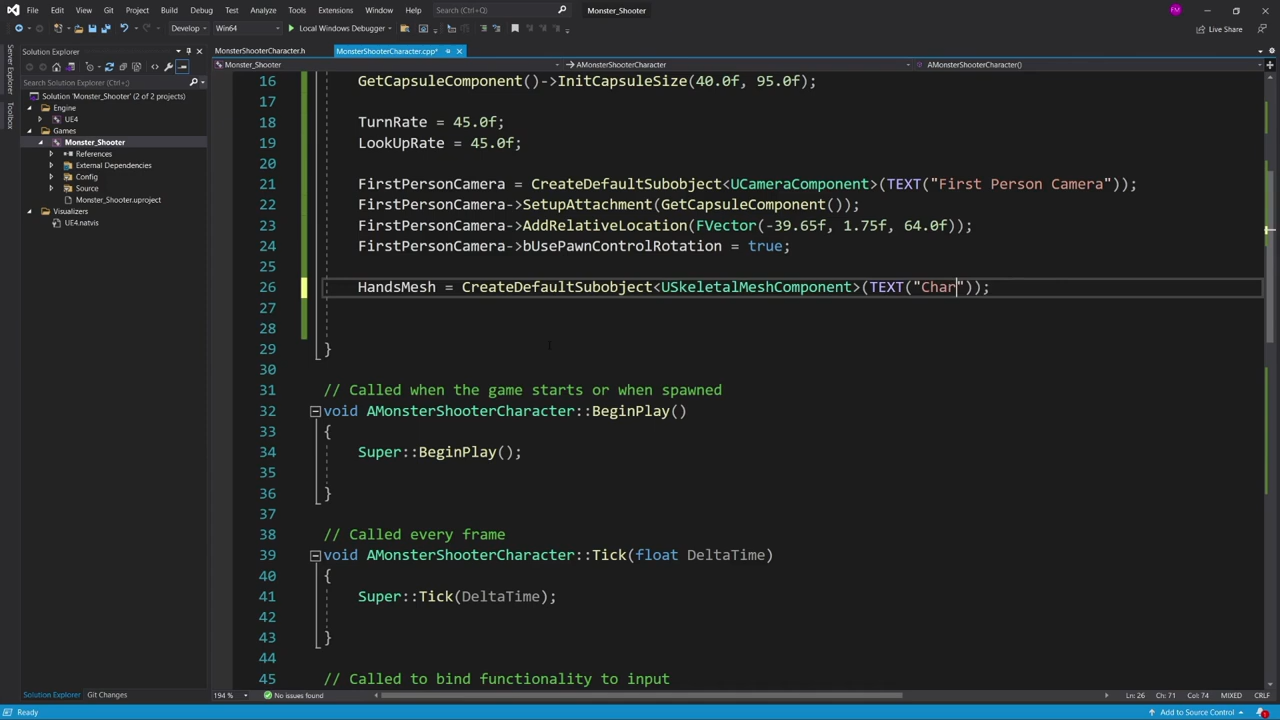 File Edit View Git Project Build Debug Test Analyze Tools Extensions Window Help Search (Ctrl+Q) Monster_Shooter FM
Develop Win64 Local Windows Debugger Live Share
Server Explorer
Toolbox
Solution Explorer
Search Solution Explorer (Ctrl+;)
Solution 'Monster_Shooter' (2 of 2 projects)
Engine
UE4
Games
Monster_Shooter
References
External Dependencies
Config
Source
Monster_Shooter.uproject
Visualizers
UE4.natvis
Solution Explorer Git Changes
MonsterShooterCharacter.h MonsterShooterCharacter.cpp*
Monster_Shooter AMonsterShooterCharacter AMonsterShooterCharacter()
16 GetCapsuleComponent()->InitCapsuleSize(40.0f, 95.0f);
17
18 TurnRate = 45.0f;
19 LookUpRate = 45.0f;
20
21 FirstPersonCamera = CreateDefaultSubobject<UCameraComponent>(TEXT("First Person Camera"));
22 FirstPersonCamera->SetupAttachment(GetCapsuleComponent());
23 FirstPersonCamera->AddRelativeLocation(FVector(-39.65f, 1.75f, 64.0f));
24 FirstPersonCamera->bUsePawnControlRotation = true;
25
26 HandsMesh = CreateDefaultSubobject<USkeletalMeshComponent>(TEXT("Char"));
27
28
29 }
30
31 // Called when the game starts or when spawned
32 void AMonsterShooterCharacter::BeginPlay()
33 {
34 Super::BeginPlay();
35
36 }
37
38 // Called every frame
39 void AMonsterShooterCharacter::Tick(float DeltaTime)
40 {
41 Super::Tick(DeltaTime);
42
43 }
44
45 // Called to bind functionality to input
194 % No issues found Ln: 26 Ch: 71 Col: 74 MIXED CRLF
Ready Add to Source Control 1